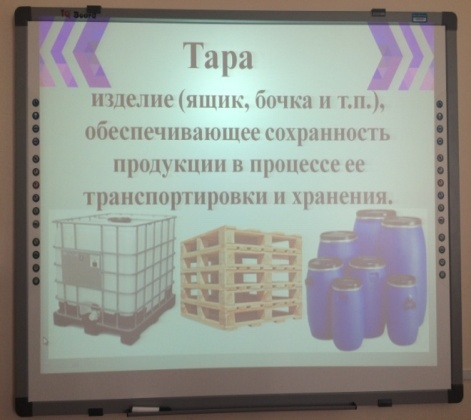 Тара
изделие (ящик, бочка и т.п.),
обеспечивающее сохранность
продукции в процессе ее
транспортировки и хранения.